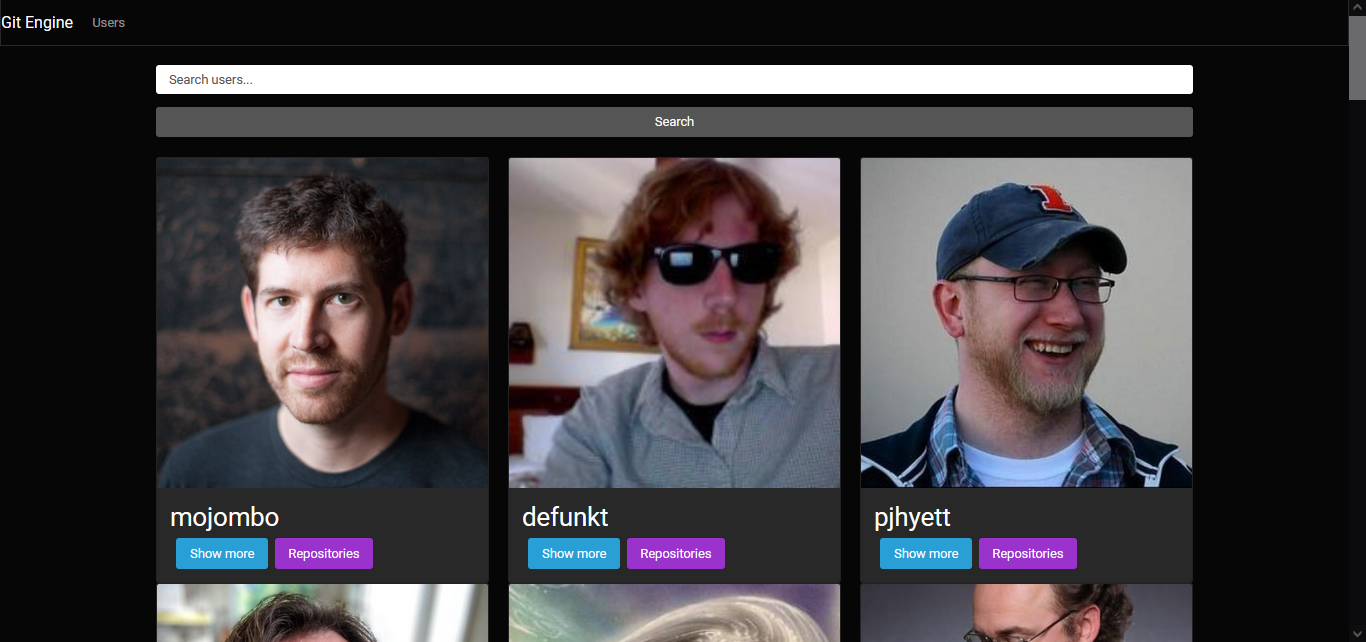 Git Engine Users
Search users...
Search
mojombo defunkt pjhyett
Show more Repositories Show more Repositories Show more Repositories